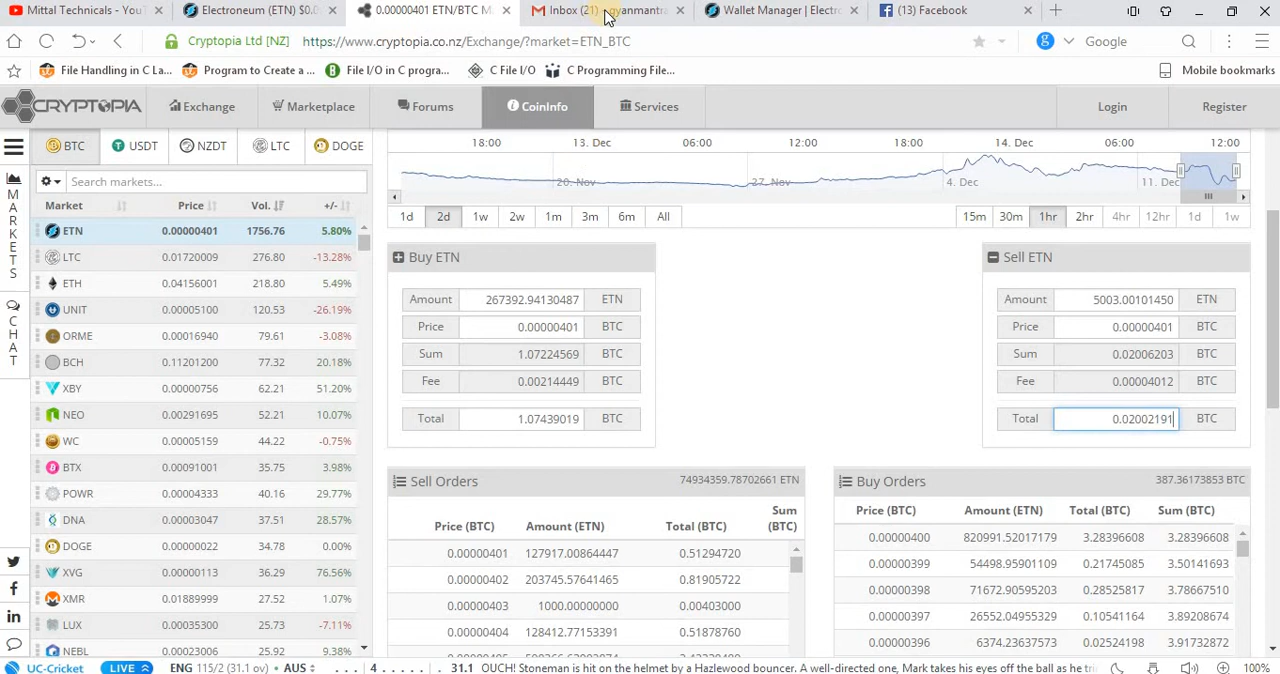 Mittal Technicals - YouT
Electroneum (ETN) $0.0
0.00000401 ETN/BTC M
Inbox (21)
Wallet Manager | Electro
(13) Facebook
Cryptopia Ltd [NZ]
https://www.cryptopia.co.nz/Exchange/?market=ETN_BTC
Google
File Handling in C La...
Program to Create a ...
File I/O in C progra...
C File I/O
C Programming File...
Mobile bookmarks
CRYPTOPIA
Exchange
Marketplace
Forums
CoinInfo
Services
Login
Register
BTC USDT NZDT LTC DOGE
Search markets...
MARKETS
CHAT
Market Price Vol. +/-
ETN 0.00000401 1756.76 5.80%
LTC 0.01720009 276.80 -13.28%
ETH 0.04156001 218.80 5.49%
UNIT 0.00005100 120.53 -26.19%
ORME 0.00016940 79.61 -3.08%
BCH 0.11201200 77.32 20.18%
XBY 0.00000756 62.21 51.20%
NEO 0.00291695 52.21 10.07%
WC 0.00005159 44.22 -0.75%
BTX 0.00091001 35.75 3.98%
POWR 0.00004333 40.16 29.77%
DNA 0.00003047 37.51 28.57%
DOGE 0.00000022 34.78 0.00%
XVG 0.00000113 36.29 76.56%
XMR 0.01889999 27.52 1.07%
LUX 0.00035300 25.73 -7.11%
NEBL 0.00102500 25.92 9.38%
18:00 13. Dec 06:00 12:00 18:00 14. Dec 06:00 12:00
20. Nov 27. Nov 4. Dec 11. Dec
1d 2d 1w 2w 1m 3m 6m All
15m 30m 1hr 2hr 4hr 12hr 1d 1w
Buy ETN
Amount 267392.94130487 ETN
Price 0.00000401 BTC
Sum 1.07224569 BTC
Fee 0.00214449 BTC
Total 1.07439019 BTC
Sell ETN
Amount 5003.00101450 ETN
Price 0.00000401 BTC
Sum 0.02006203 BTC
Fee 0.00004012 BTC
Total 0.02002191 BTC
Sell Orders 74934359.78702661 ETN
Price (BTC) Amount (ETN) Total (BTC) Sum (BTC)
0.00000401 127917.00864447 0.51294720
0.00000402 203745.57641465 0.81905722
0.00000403 1000.00000000 0.00403000
0.00000404 128412.77153391 0.51878760
Buy Orders 387.36173853 BTC
Price (BTC) Amount (ETN) Total (BTC) Sum (BTC)
0.00000400 820991.52017179 3.28396608 3.28396608
0.00000399 54498.95901109 0.21745085 3.50141693
0.00000398 71672.90595203 0.28525817 3.78667510
0.00000397 26552.04955329 0.10541164 3.89208674
0.00000396 6374.23637573 0.02524198 3.91732872
UC-Cricket LIVE ENG 115/2 (31.1 ov) AUS . . . 4 . . . . 31.1 OUCH! Stoneman is hit on the helmet by a Hazlewood bouncer. A well-directed one, Mark takes his eyes off the ball as he tri
100%